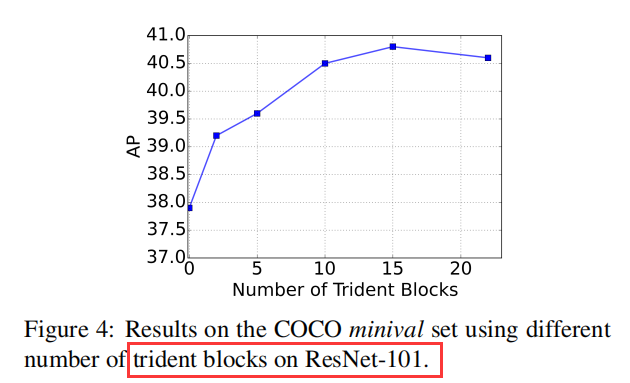 41.0
40.5
40.0
39.5
39.0
38.5
38.0
37.5
37.0
AP
0 5 10 15 20
Number of Trident Blocks
Figure 4: Results on the COCO minival set using different
number of trident blocks on ResNet-101.